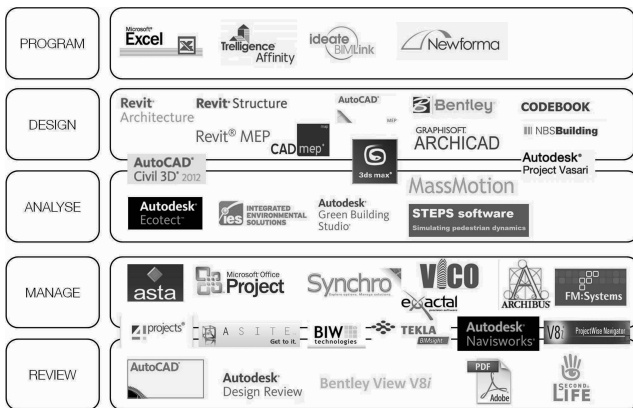 PROGRAM
Microsoft®
Excel
Trelligence
Affinity
ideate
BIMLink
Newforma
DESIGN
Revit®
Architecture
Revit® Structure
Revit® MEP
CADmep®
AutoCAD®
MEP
Bentley®
GRAPHISOFT.
ARCHICAD
CODEBOOK
NBSBuilding
AutoCAD®
Civil 3D® 2012
3ds max®
Autodesk®
Project Vasari
ANALYSE
Autodesk®
Ecotect™
ies
INTEGRATED
ENVIRONMENTAL
SOLUTIONS
Autodesk®
Green Building
Studio®
MassMotion
STEPS software
Simulating pedestrian dynamics
MANAGE
asta
Microsoft Office
Project
Synchro
VICO
exactal
ARCHIBUS
FM:Systems
4projects®
ASITE.
Get to it.
BIW
technologies
TEKLA
BIMsight
Autodesk®
Navisworks®
V8i
ProjectWise Navigator
REVIEW
AutoCAD®
Autodesk®
Design Review
Bentley View V8i
PDF
Adobe
SECOND
LIFE